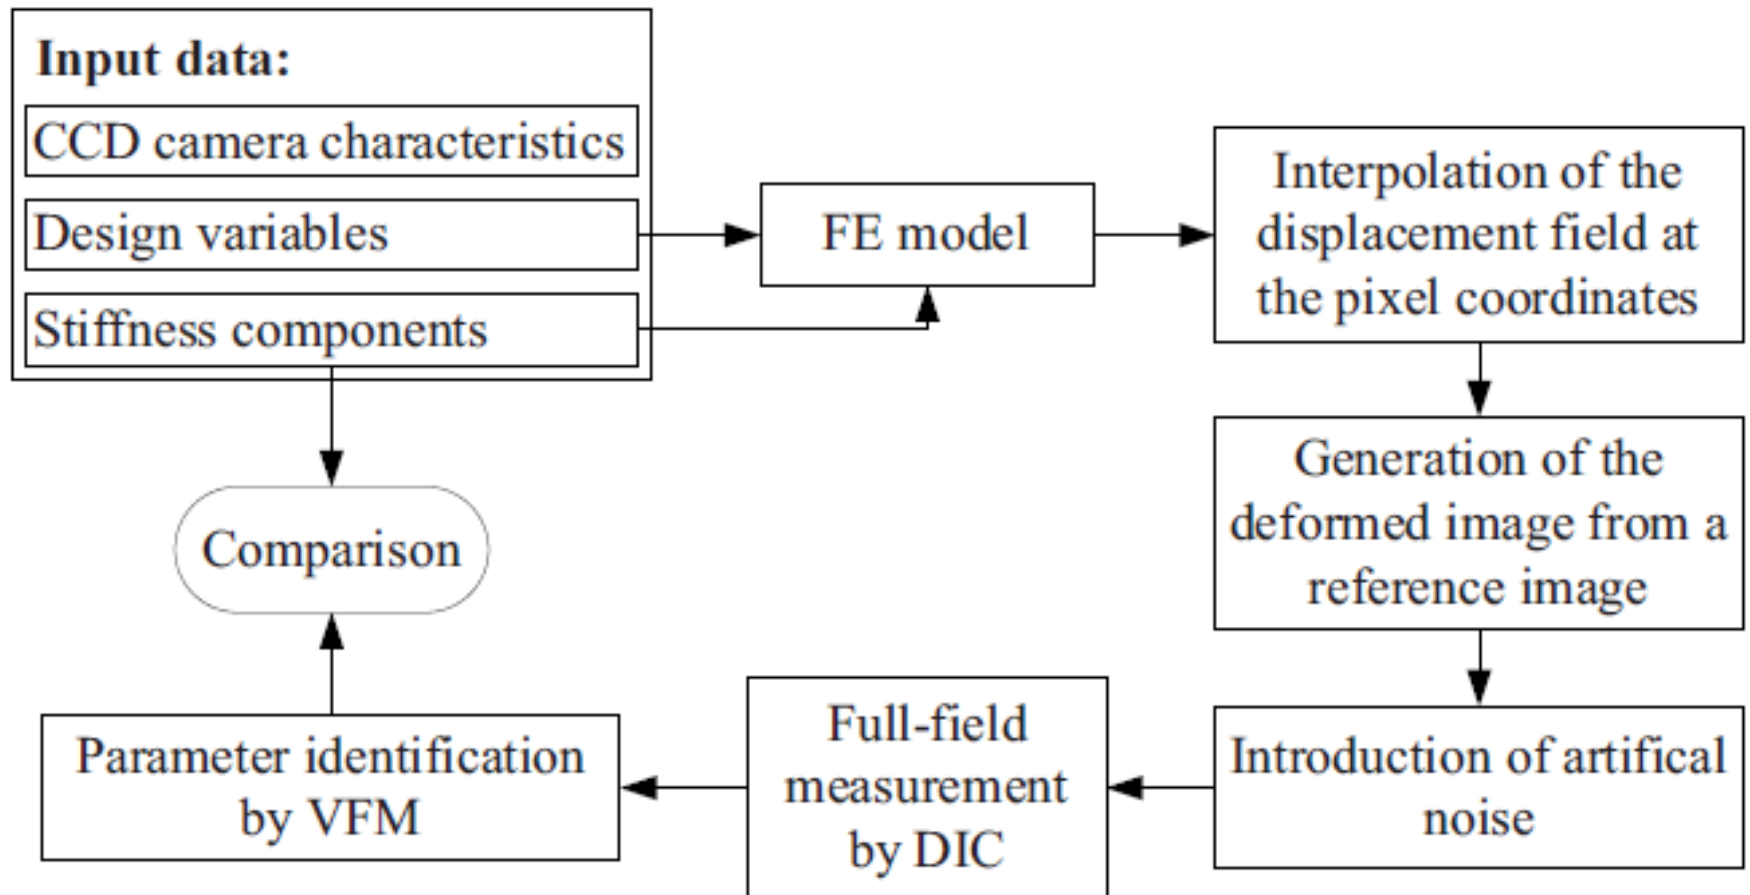 Input data:
CCD camera characteristics
Design variables
Stiffness components
FE model
Interpolation of the
displacement field at
the pixel coordinates
Generation of the
deformed image from a
reference image
Introduction of artifical
noise
Full-field
measurement
by DIC
Parameter identification
by VFM
Comparison